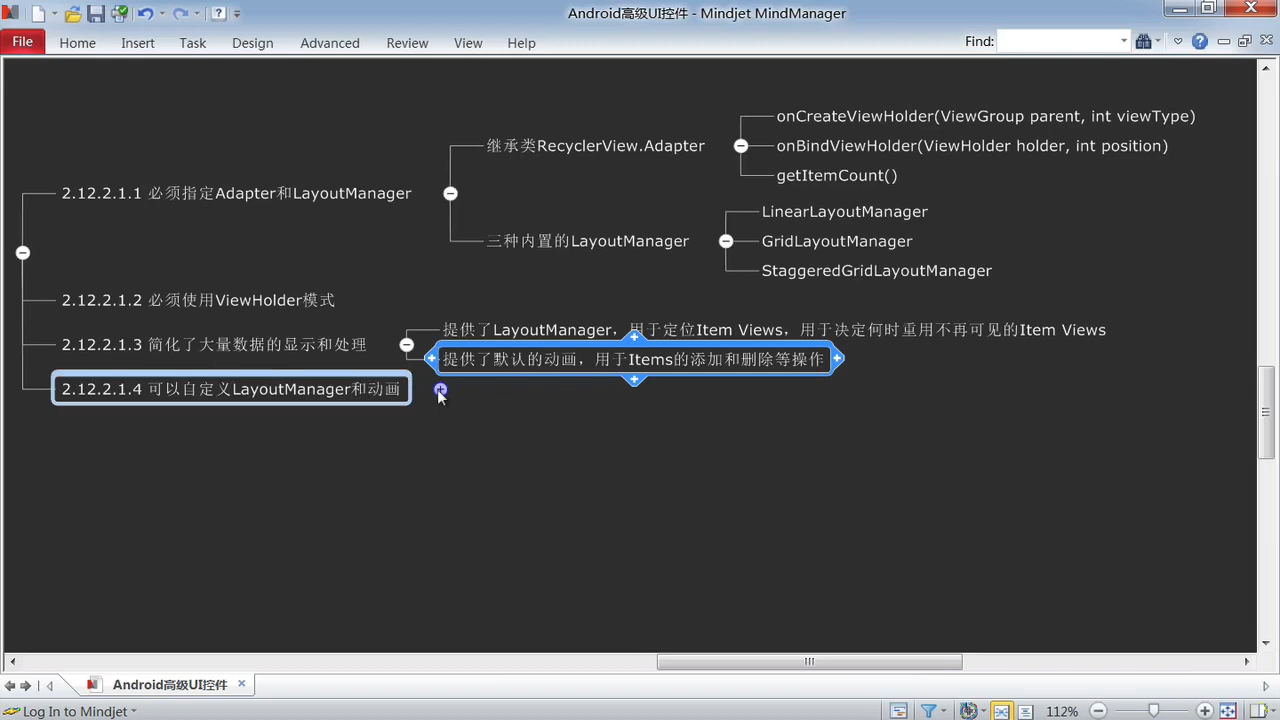 Android高级UI控件 - Mindjet MindManager
File Home Insert Task Design Advanced Review View Help Find:
onCreateViewHolder(ViewGroup parent, int viewType)
继承类RecyclerView.Adapter
onBindViewHolder(ViewHolder holder, int position)
getItemCount()
2.12.2.1.1 必须指定Adapter和LayoutManager
LinearLayoutManager
三种内置的LayoutManager
GridLayoutManager
StaggeredGridLayoutManager
2.12.2.1.2 必须使用ViewHolder模式
提供了LayoutManager，用于定位Item Views，用于决定何时重用不再可见的Item Views
2.12.2.1.3 简化了大量数据的显示和处理
提供了默认的动画，用于Items的添加和删除等操作
2.12.2.1.4 可以自定义LayoutManager和动画
Android高级UI控件
Log In to Mindjet
112%